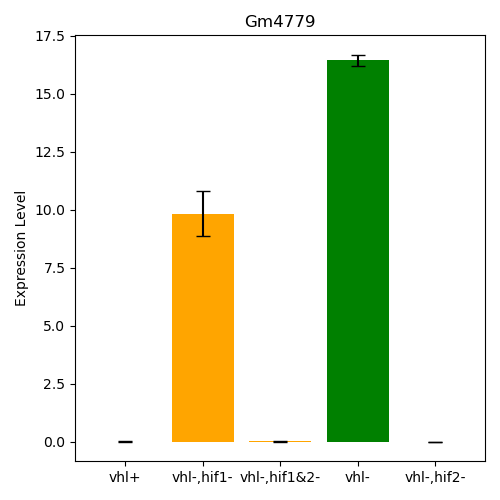 Gm4779
Expression Level
17.5
15.0
12.5
10.0
7.5
5.0
2.5
0.0
vhl+
vhl-,hif1-
vhl-,hif1&2-
vhl-
vhl-,hif2-